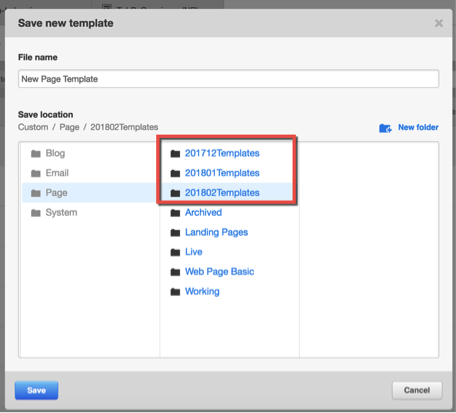 Save new template
×
File name
New Page Template
Save location
Custom / Page / 201802Templates
New folder
Blog
Email
Page
System
201712Templates
201801Templates
201802Templates
Archived
Landing Pages
Live
Web Page Basic
Working
Save
Cancel